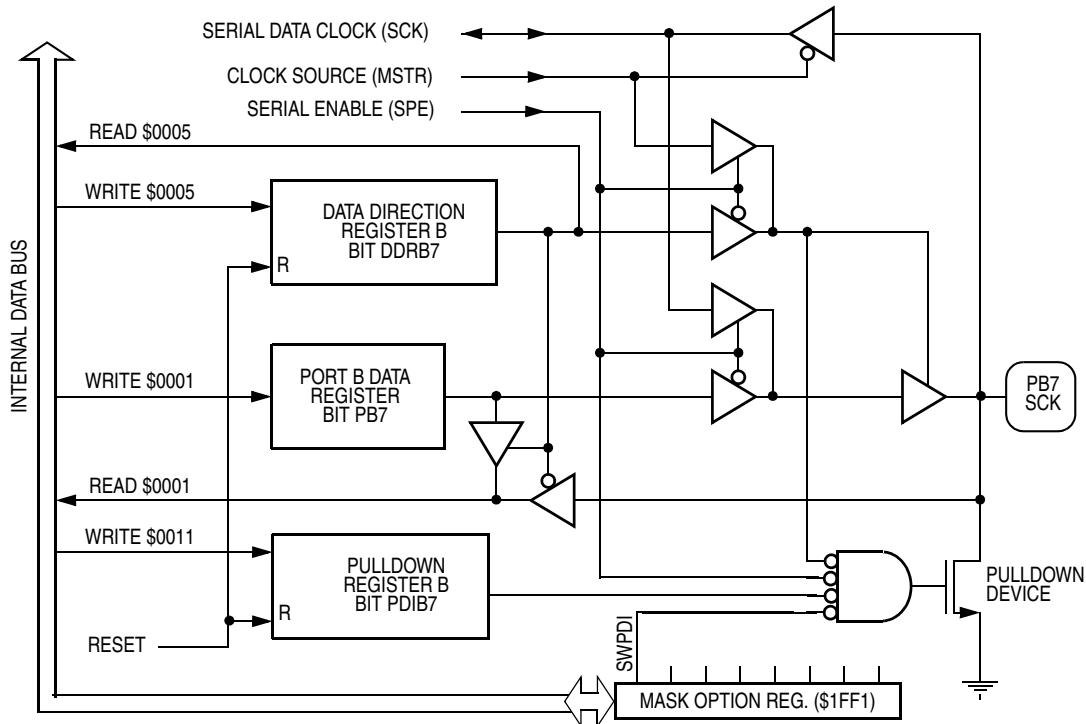 SERIAL DATA CLOCK (SCK)
CLOCK SOURCE (MSTR)
SERIAL ENABLE (SPE)
READ $0005
WRITE $0005
DATA DIRECTION
REGISTER B
BIT DDRB7
R
INTERNAL DATA BUS
WRITE $0001
PORT B DATA
REGISTER
BIT PB7
PB7
SCK
READ $0001
WRITE $0011
PULLDOWN
REGISTER B
BIT PDIB7
R
PULLDOWN
DEVICE
RESET
SWPDI
MASK OPTION REG. ($1FF1)